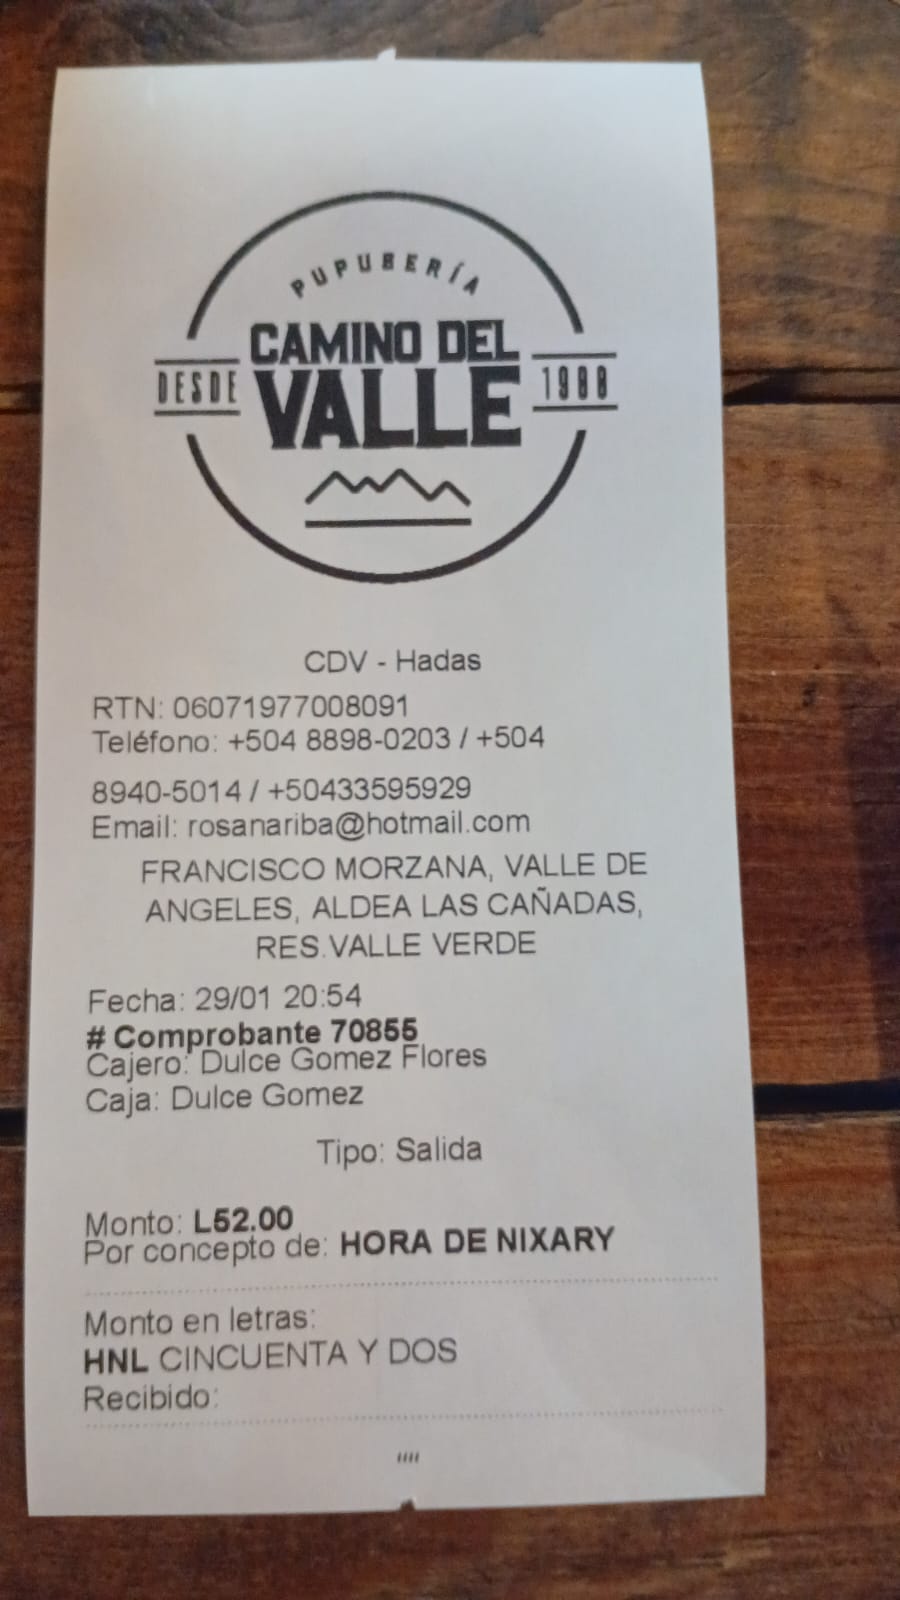 PUPUSERÍA
CAMINO DEL
DESDE VALLE 1988
CDV - Hadas
RTN: 06071977008091
Teléfono: +504 8898-0203 / +504
8940-5014 / +50433595929
Email: rosanariba@hotmail.com
FRANCISCO MORZANA, VALLE DE
ANGELES, ALDEA LAS CAÑADAS,
RES.VALLE VERDE
Fecha: 29/01 20:54
# Comprobante 70855
Cajero: Dulce Gomez Flores
Caja: Dulce Gomez
Tipo: Salida
Monto: L52.00
Por concepto de: HORA DE NIXARY
Monto en letras:
HNL CINCUENTA Y DOS
Recibido:
////